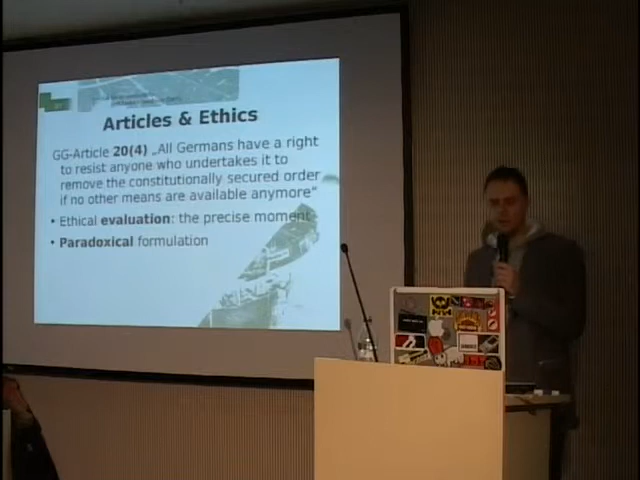 Articles & Ethics
GG-Article 20(4) „All Germans have a right
to resist anyone who undertakes it to
remove the constitutionally secured order
if no other means are available anymore“
• Ethical evaluation: the precise moment
• Paradoxical formulation